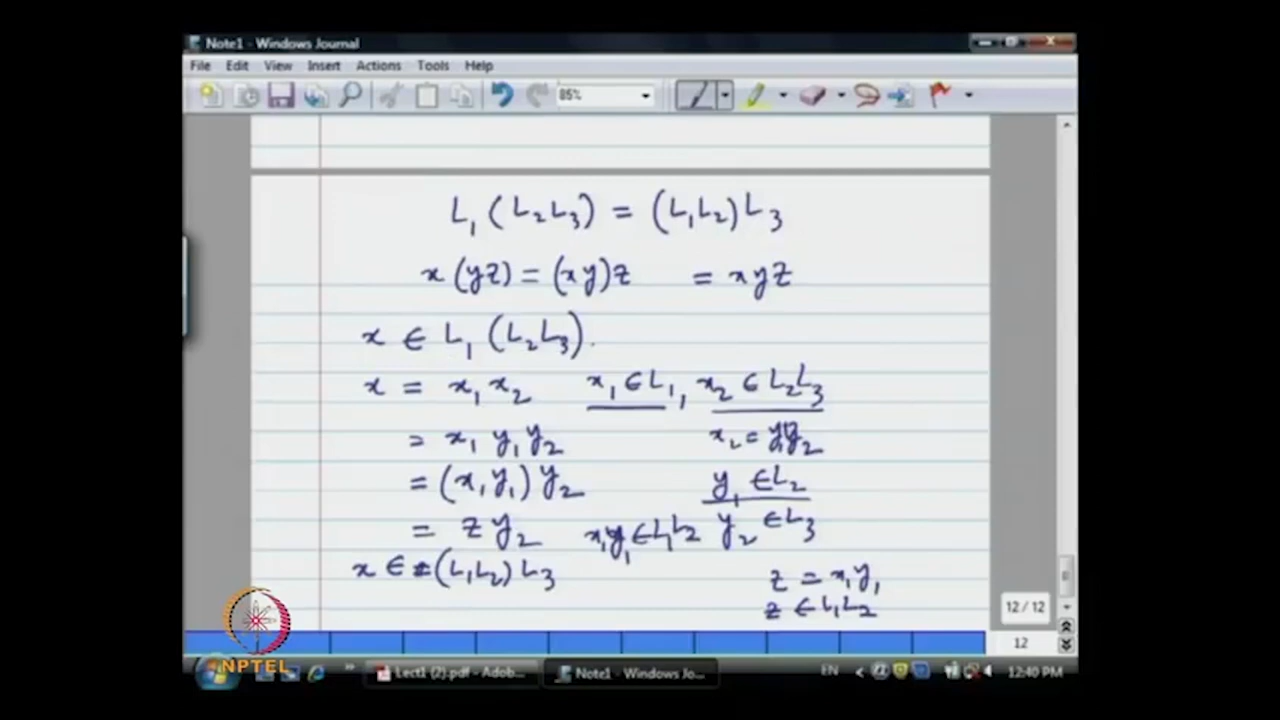 Note1 - Windows Journal
File Edit View Insert Actions Tools Help
85%
L₁ (L₂L₃) = (L₁L₂) L₃
x (yz) = (xy) z = xyz
x ∈ L₁ (L₂L₃).
x = x₁ x₂ x₁ ∈ L₁, x₂ ∈ L₂L₃
= x₁ y₁ y₂ x₂ = y₁y₂
= (x₁ y₁) y₂ y₁ ∈ L₂
= z y₂ x₁y₁ ∈ L₁L₂ y₂ ∈ L₃
x ∈ (L₁L₂) L₃ z = x₁y₁
z ∈ L₁L₂
12 / 12
12
NPTEL
Lect1 (2).pdf - Adob...
Note1 - Windows Jo...
EN
12:40 PM